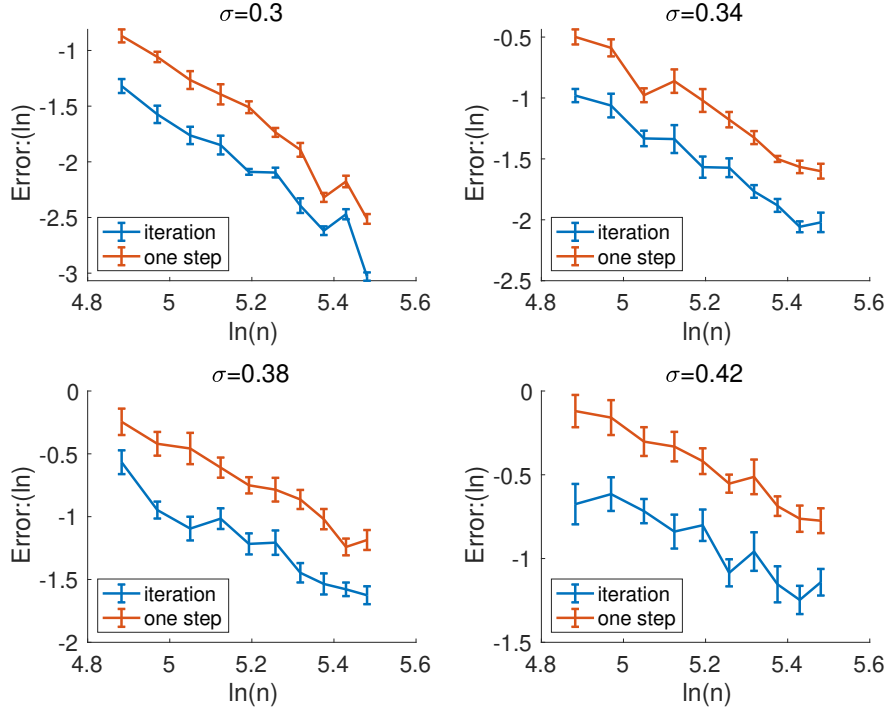 σ=0.3
-1
-1.5
-2
-2.5
-3
Error:(ln)
iteration
one step
4.8 5 5.2 5.4 5.6
ln(n)
σ=0.34
-0.5
-1
-1.5
-2
-2.5
Error:(ln)
iteration
one step
4.8 5 5.2 5.4 5.6
ln(n)
σ=0.38
0
-0.5
-1
-1.5
-2
Error:(ln)
iteration
one step
4.8 5 5.2 5.4 5.6
ln(n)
σ=0.42
0
-0.5
-1
-1.5
Error:(ln)
iteration
one step
4.8 5 5.2 5.4 5.6
ln(n)